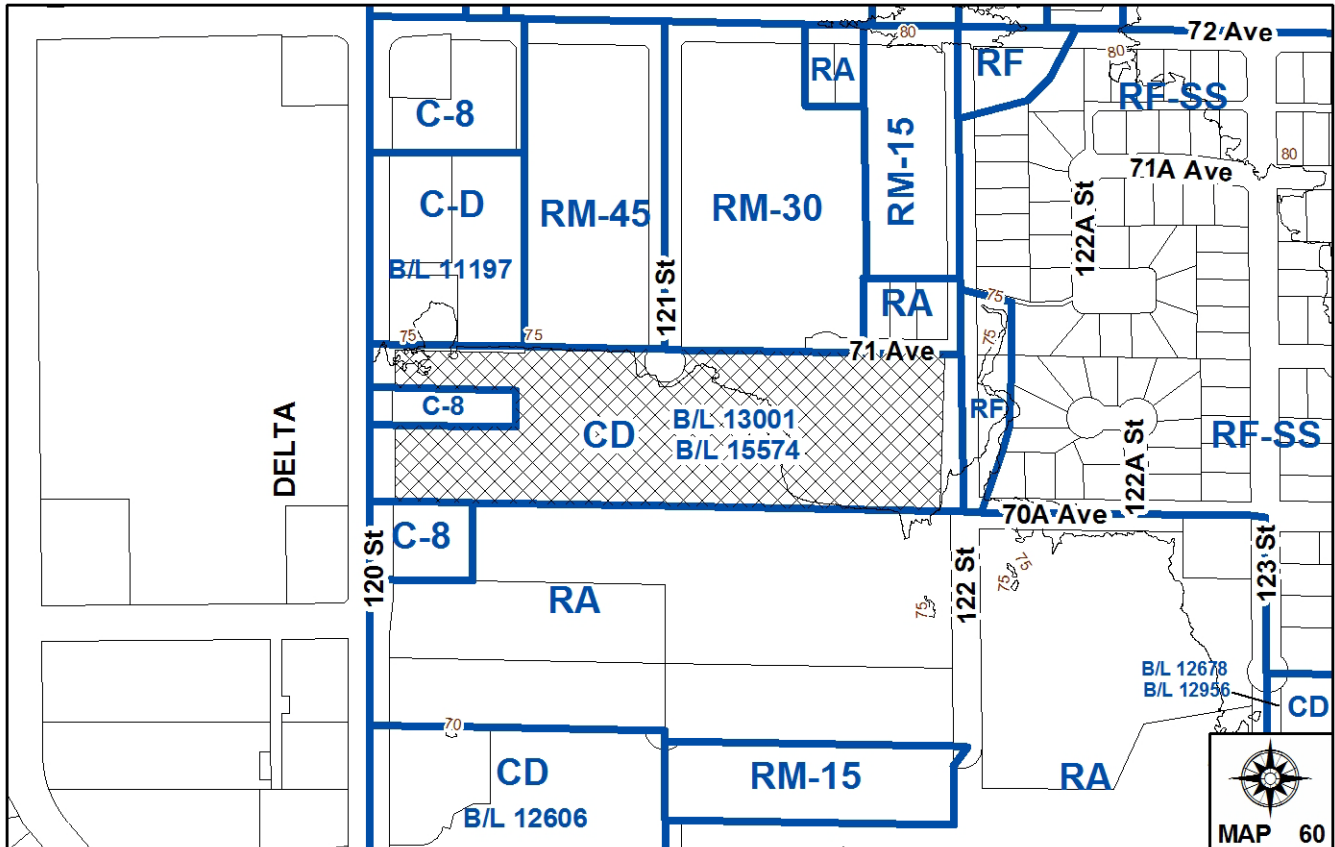 72 Ave
80
80
RF
RA
C-8
RF-SS
RM-15
71A Ave
80
C-D
RM-45
RM-30
122A St
B/L 11197
121 St
RA
75
75
75
75
71 Ave
C-8
DELTA
CD
B/L 13001
B/L 15574
RF
122A St
RF-SS
70A Ave
C-8
120 St
RA
122 St
75
75
75
123 St
B/L 12678
B/L 12956
CD
70
CD
RM-15
RA
B/L 12606
MAP 60